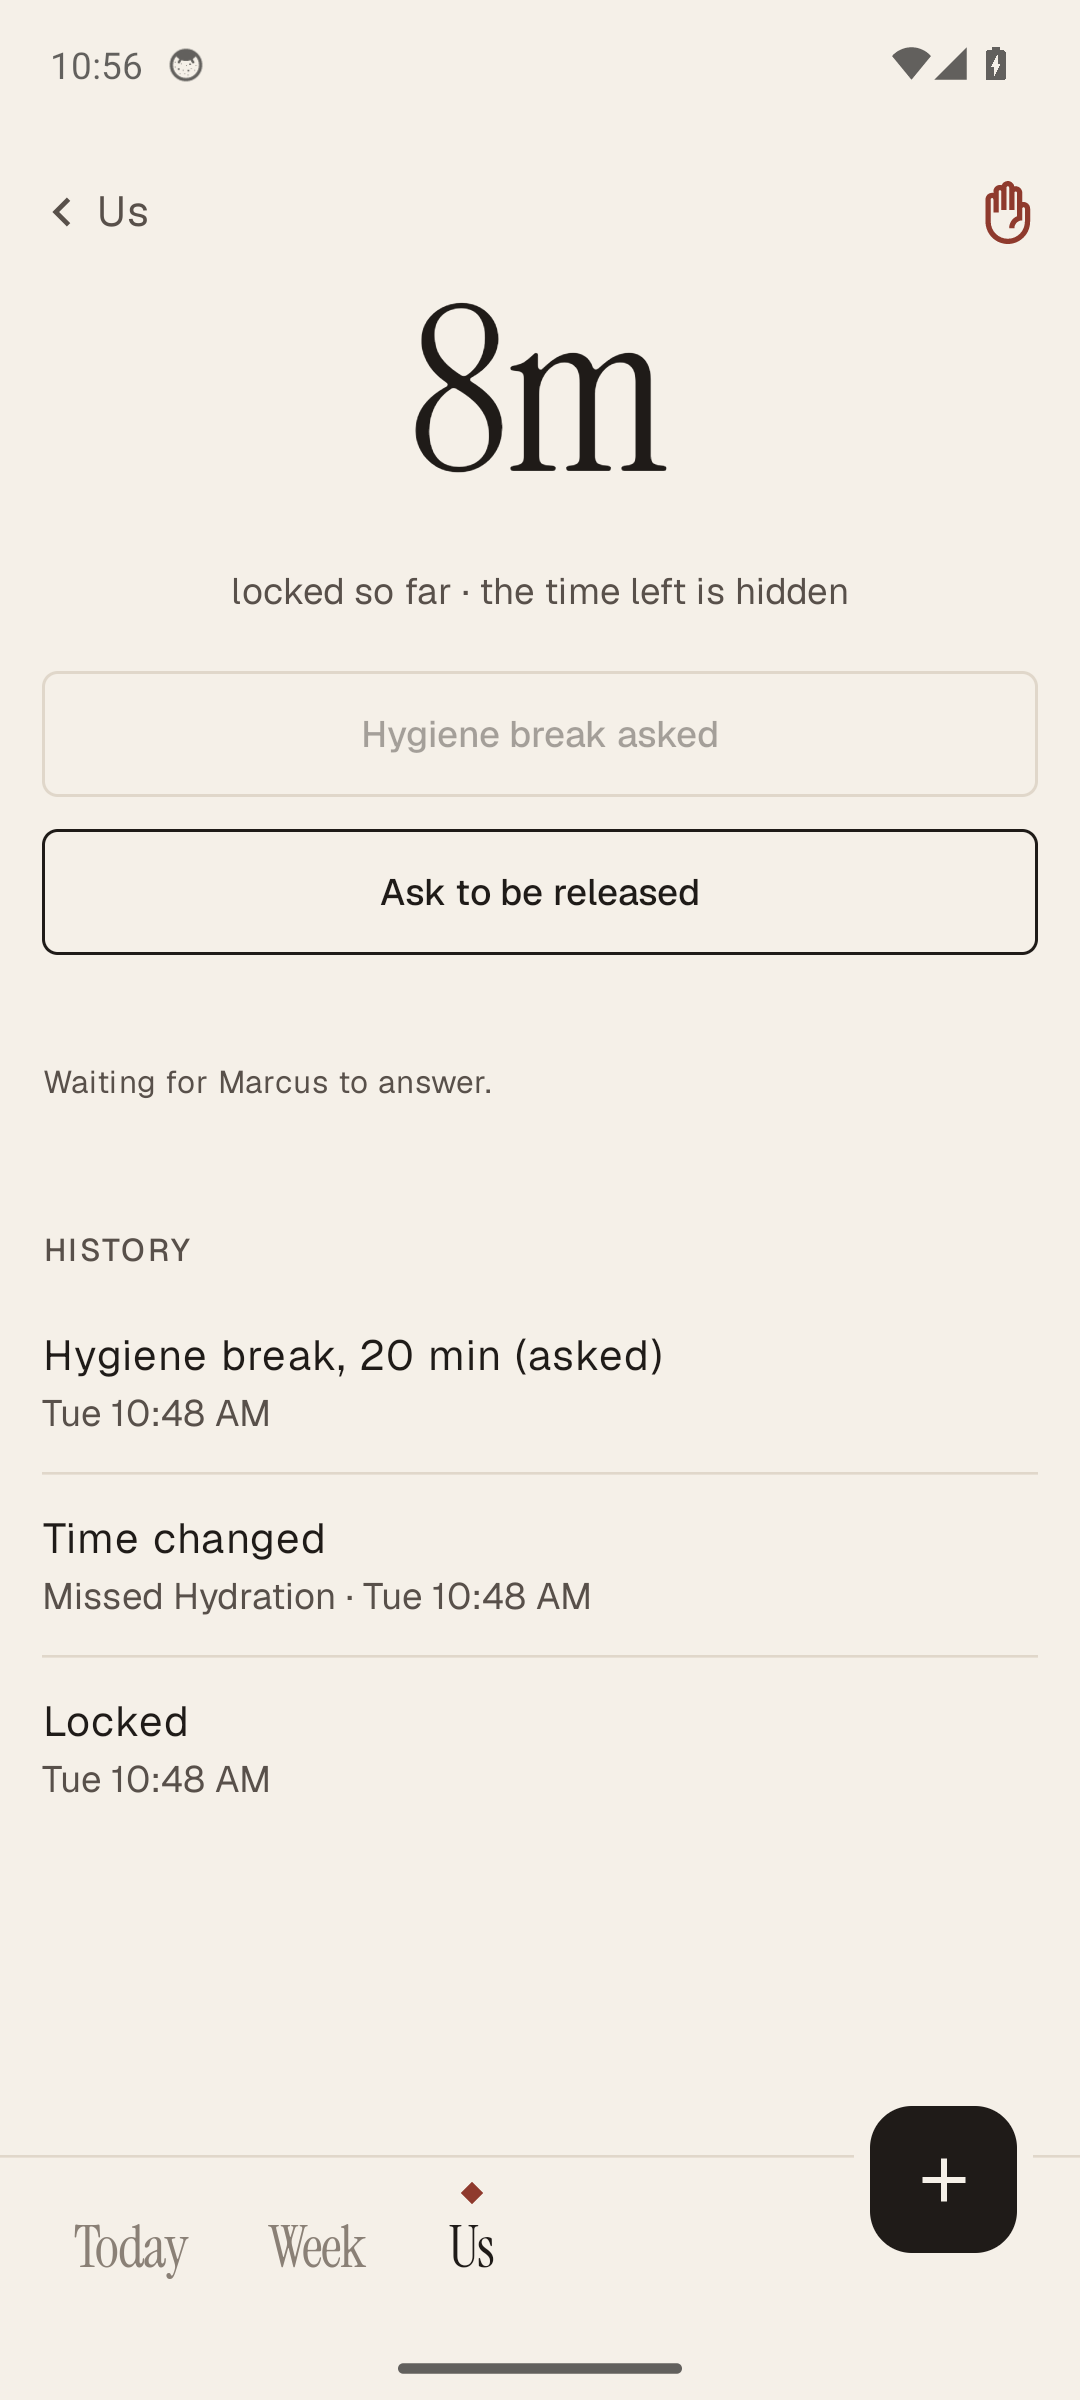 10:56
Us
8m
locked so far · the time left is hidden
Hygiene break asked
Ask to be released
Waiting for Marcus to answer.
HISTORY
Hygiene break, 20 min (asked)
Tue 10:48 AM
Time changed
Missed Hydration · Tue 10:48 AM
Locked
Tue 10:48 AM
Today
Week
Us